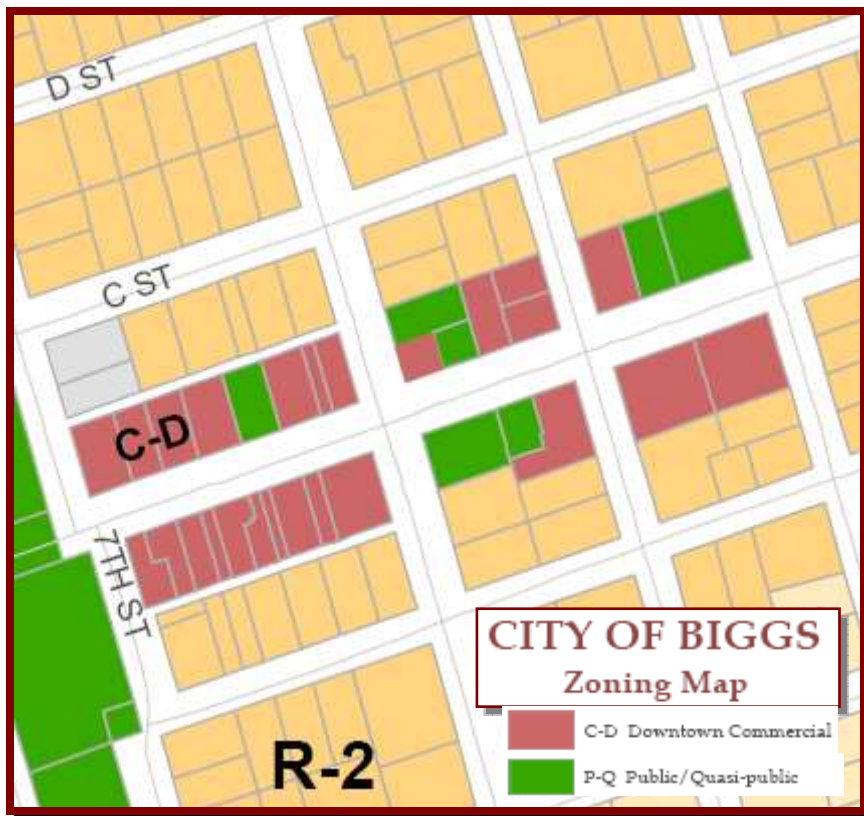 D ST
C ST
C-D
7TH ST
R-2
CITY OF BIGGS
Zoning Map
C-D Downtown Commercial
P-Q Public/Quasi-public